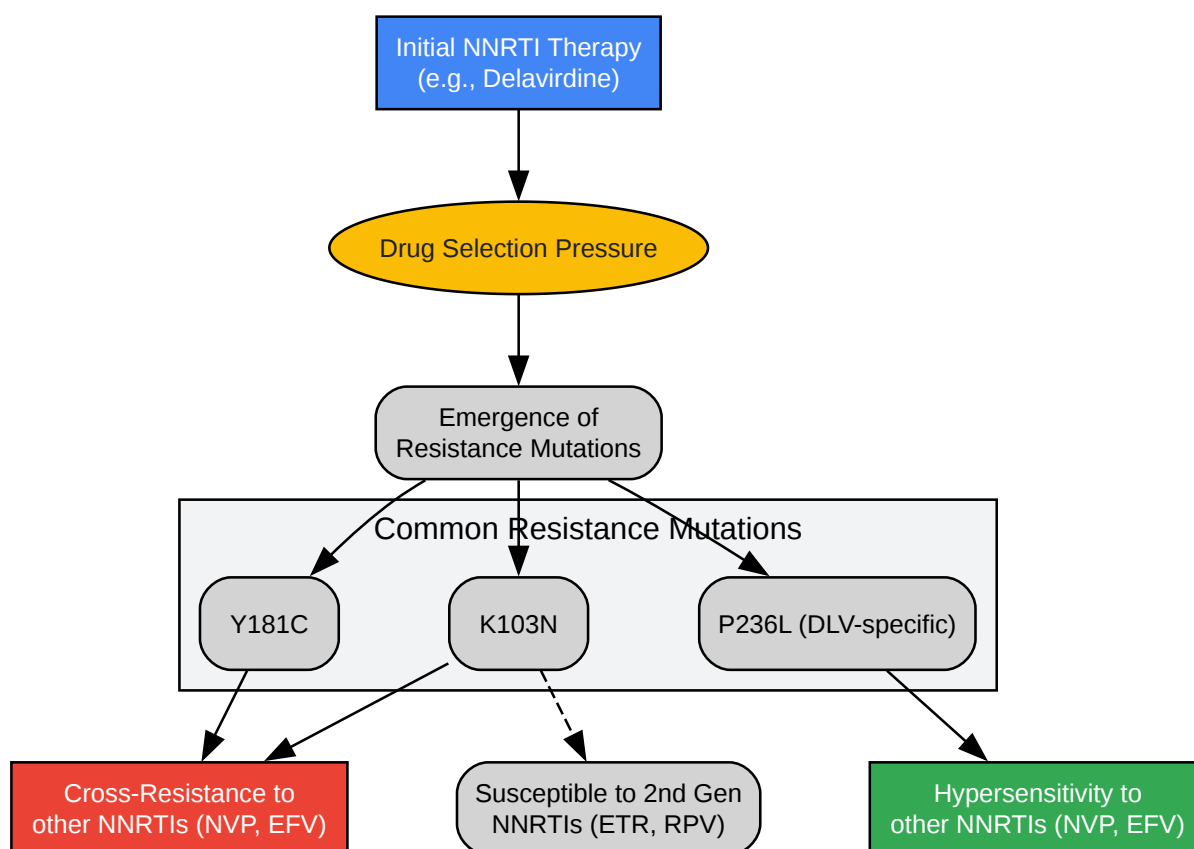 Initial NNRTI Therapy
(e.g., Delavirdine)
Drug Selection Pressure
Emergence of
Resistance Mutations
Common Resistance Mutations
Y181C
K103N
P236L (DLV-specific)
Cross-Resistance to
other NNRTIs (NVP, EFV)
Susceptible to 2nd Gen
NNRTIs (ETR, RPV)
Hypersensitivity to
other NNRTIs (NVP, EFV)